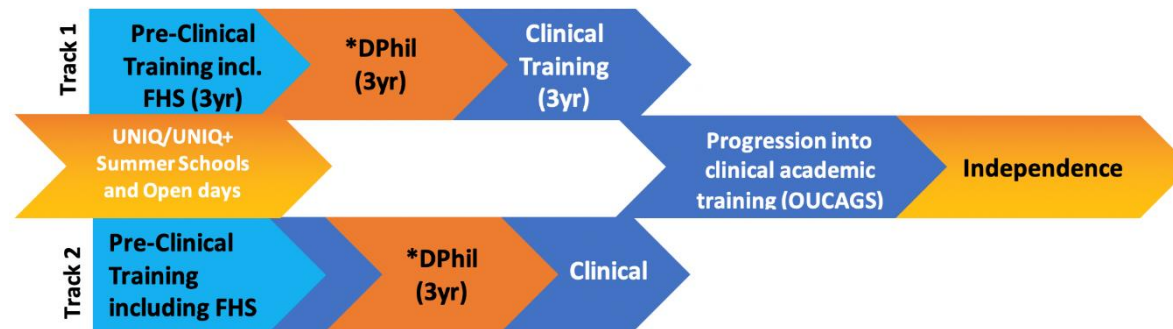 Track 1
Pre-Clinical
Training incl.
FHS (3yr)
*DPhil
(3yr)
Clinical
Training
(3yr)
UNIQ/UNIQ+
Summer Schools
and Open days
Progression into
clinical academic
training (OUCAGS)
Independence
Track 2
Pre-Clinical
Training
including FHS
*DPhil
(3yr)
Clinical